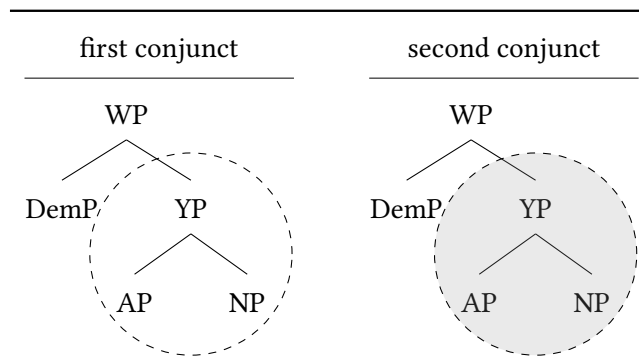 first conjunct second conjunct
WP WP
DemP YP DemP YP
AP NP AP NP